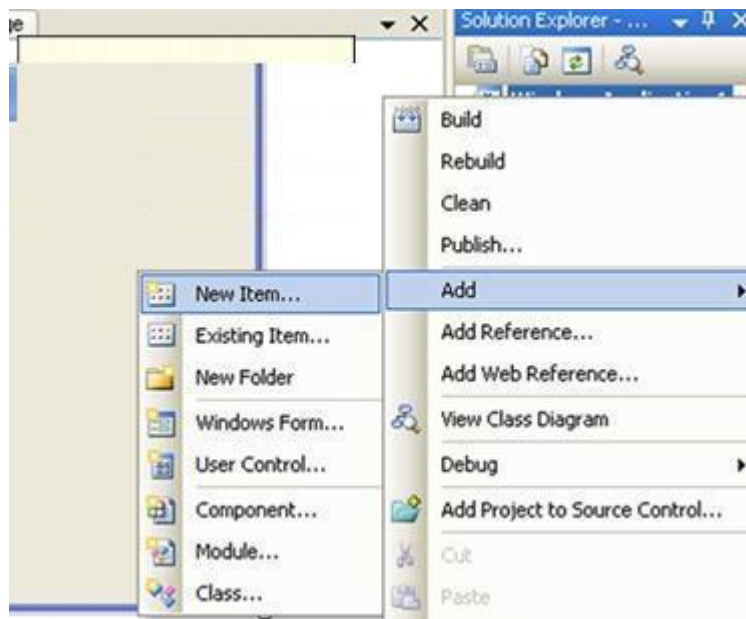 Solution Explorer - ...
Build
Rebuild
Clean
Publish...
Add
New Item...
Existing Item...
New Folder
Windows Form...
User Control...
Component...
Module...
Class...
Add Reference...
Add Web Reference...
View Class Diagram
Debug
Add Project to Source Control...
Cut
Paste